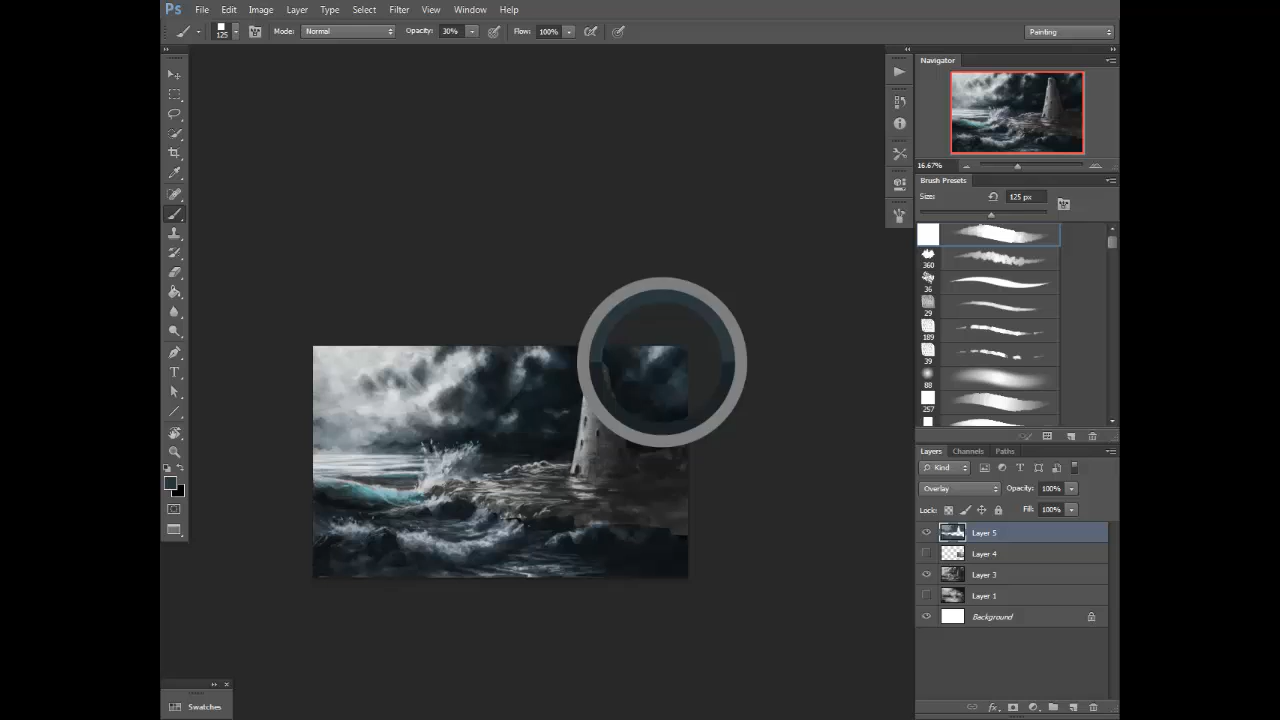 Ps File Edit Image Layer Type Select Filter View Window Help
125 Mode: Normal Opacity: 30% Flow: 100% Painting
Navigator
16.67%
Brush Presets
Size: 125 px
360
36
29
189
39
88
257
Layers Channels Paths
Kind
Overlay Opacity: 100%
Lock: Fill: 100%
Layer 5
Layer 4
Layer 3
Layer 1
Background
Swatches